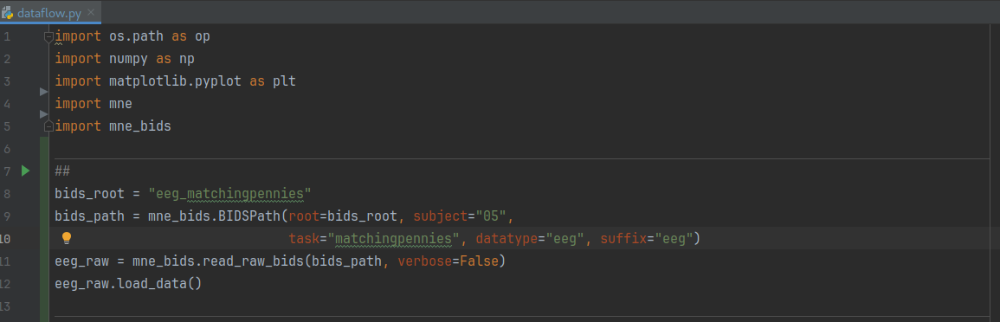 dataflow.py
1 import os.path as op
2 import numpy as np
3 import matplotlib.pyplot as plt
4 import mne
5 import mne_bids
6
7 ##
8 bids_root = "eeg_matchingpennies"
9 bids_path = mne_bids.BIDSPath(root=bids_root, subject="05",
10 task="matchingpennies", datatype="eeg", suffix="eeg")
11 eeg_raw = mne_bids.read_raw_bids(bids_path, verbose=False)
12 eeg_raw.load_data()
13